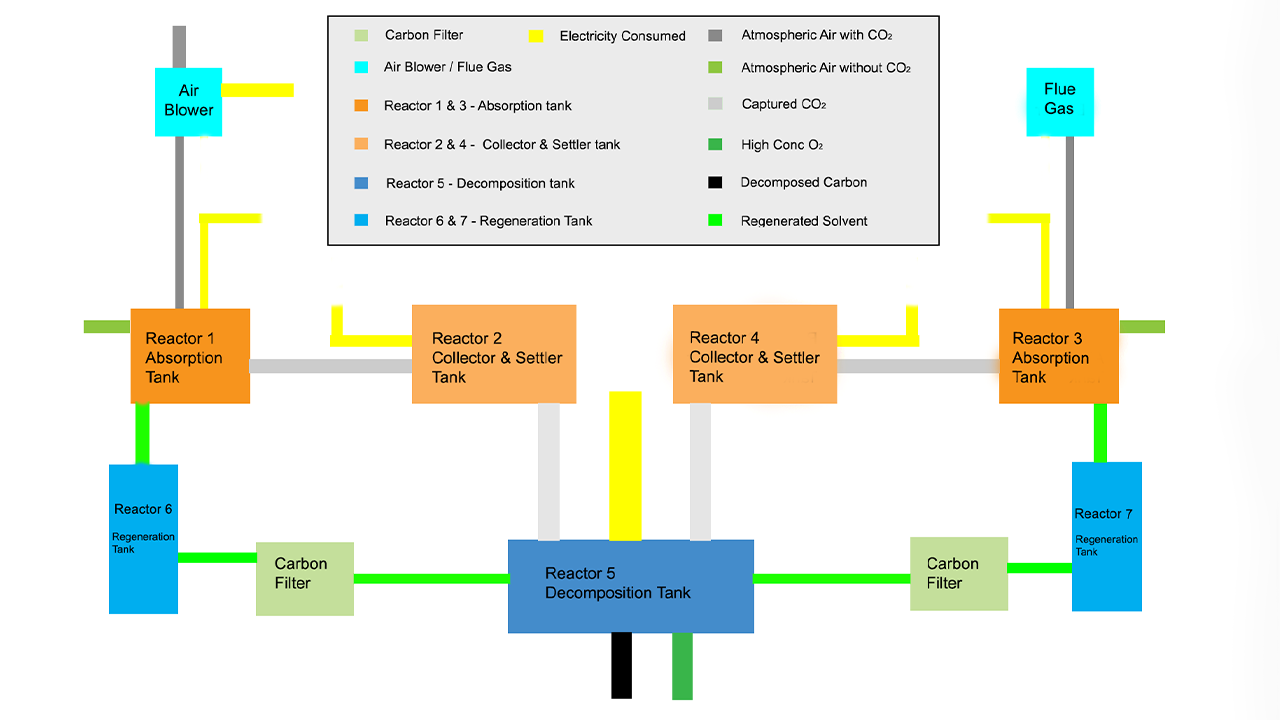 Carbon Filter
Electricity Consumed
Atmospheric Air with CO₂
Air Blower / Flue Gas
Atmospheric Air without CO₂
Reactor 1 & 3 - Absorption tank
Captured CO₂
Reactor 2 & 4 - Collector & Settler tank
High Conc O₂
Reactor 5 - Decomposition tank
Decomposed Carbon
Reactor 6 & 7 - Regeneration Tank
Regenerated Solvent
Air
Blower
Flue
Gas
Reactor 1
Absorption
Tank
Reactor 2
Collector & Settler
Tank
Reactor 4
Collector & Settler
Tank
Reactor 3
Absorption
Tank
Reactor 6
Regeneration
Tank
Carbon
Filter
Reactor 5
Decomposition Tank
Carbon
Filter
Reactor 7
Regeneration
Tank